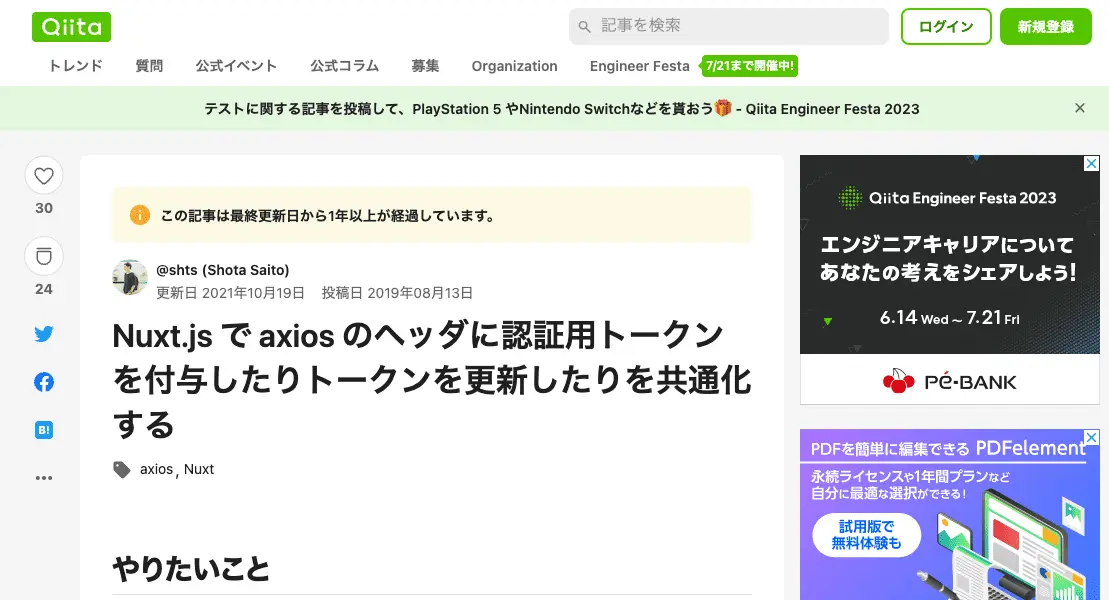 Qiita
記事を検索
ログイン
新規登録
トレンド 質問 公式イベント 公式コラム 募集 Organization Engineer Festa 7/21まで開催中!
テストに関する記事を投稿して、PlayStation 5 やNintendo Switchなどを貰おう🎁 - Qiita Engineer Festa 2023
30
24
B!
この記事は最終更新日から1年以上が経過しています。
@shts (Shota Saito)
更新日 2021年10月19日 投稿日 2019年08月13日
Nuxt.js で axios のヘッダに認証用トークン
を付与したりトークンを更新したりを共通化
する
axios, Nuxt
やりたいこと
Qiita Engineer Festa 2023
エンジニアキャリアについて
あなたの考えをシェアしよう!
6.14 Wed ~ 7.21 Fri
PÉ-BANK
PDFを簡単に編集できる PDFelement
永続ライセンスや1年間プランなど
自分に最適な選択ができる!
試用版で
無料体験も